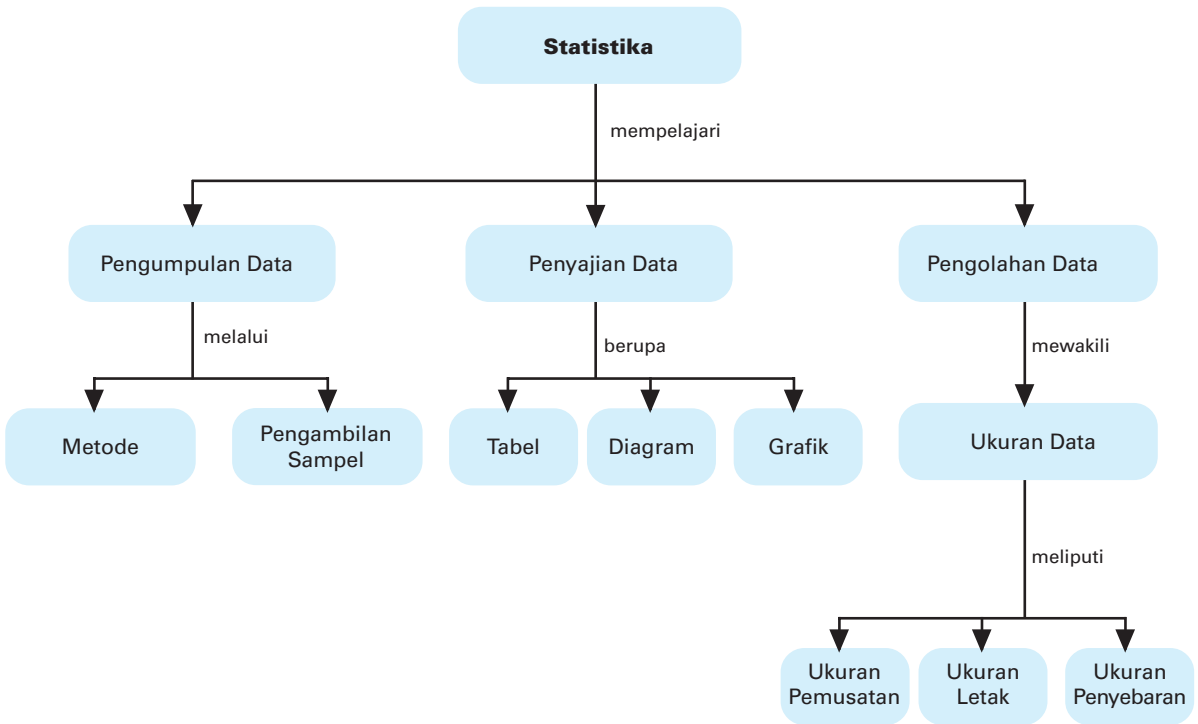 Statistika
mempelajari
Pengumpulan Data
Penyajian Data
Pengolahan Data
melalui
berupa
mewakili
Metode
Pengambilan
Sampel
Tabel
Diagram
Grafik
Ukuran Data
meliputi
Ukuran
Pemusatan
Ukuran
Letak
Ukuran
Penyebaran